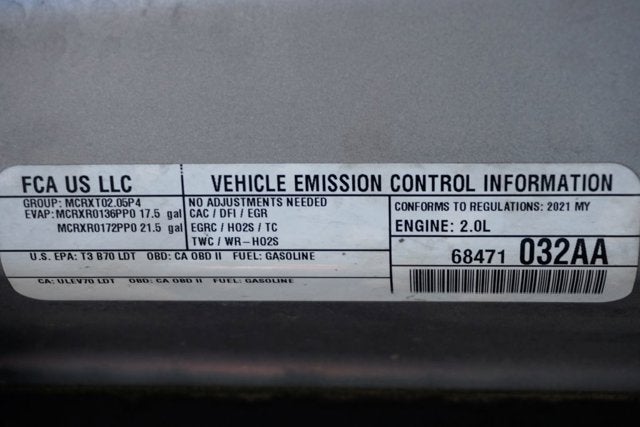 FCA US LLC
VEHICLE EMISSION CONTROL INFORMATION
GROUP: MCRXT02.05P4
EVAP: MCRXR0136PP0 17.5 gal
MCRXR0172PP0 21.5 gal
NO ADJUSTMENTS NEEDED
CAC / DFI / EGR
EGRC / HO2S / TC
TWC / WR-HO2S
CONFORMS TO REGULATIONS: 2021 MY
ENGINE: 2.0L
U.S. EPA: T3 B70 LDT OBD: CA OBD II FUEL: GASOLINE
CA: ULEV70 LDT OBD: CA OBD II FUEL: GASOLINE
68471 032AA